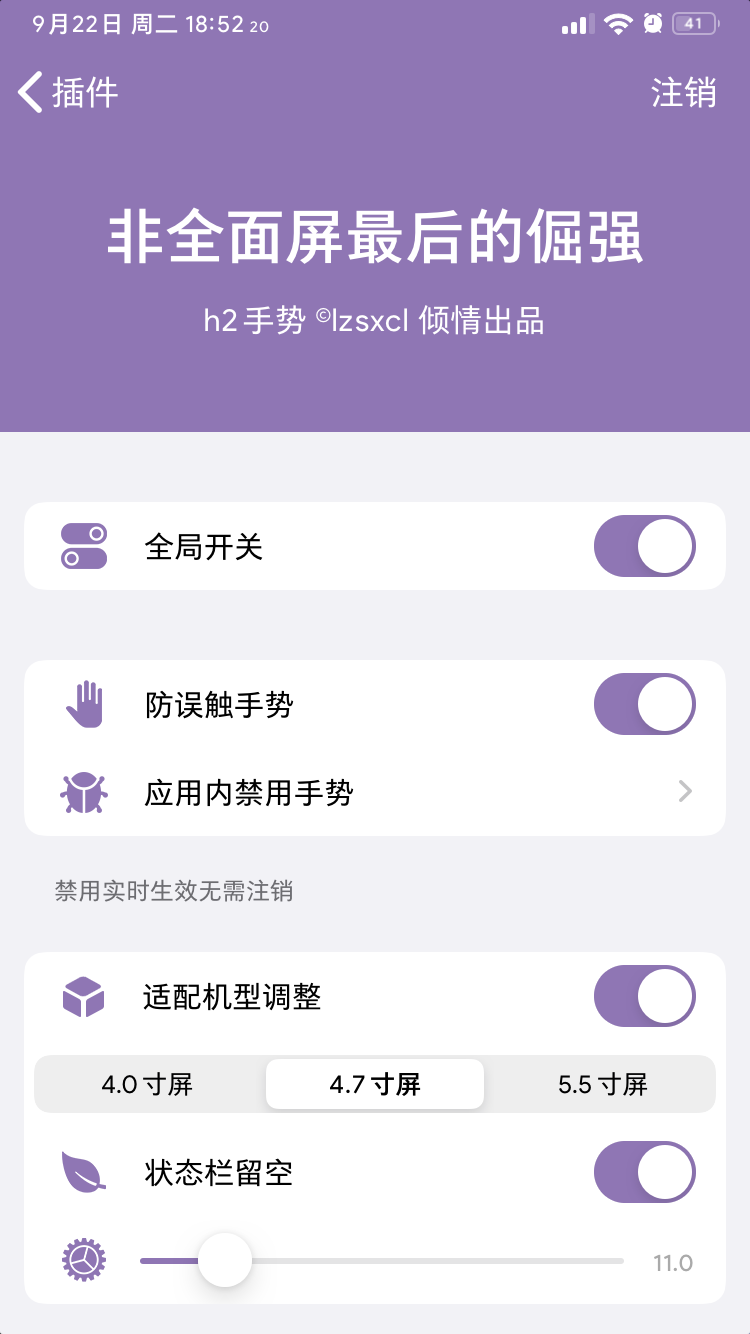 9月22日 周二 18:52 20
41
插件
注销
非全面屏最后的倔强
h2手势 ©lzsxcl 倾情出品
全局开关
防误触手势
应用内禁用手势
禁用实时生效无需注销
适配机型调整
4.0寸屏
4.7寸屏
5.5寸屏
状态栏留空
11.0